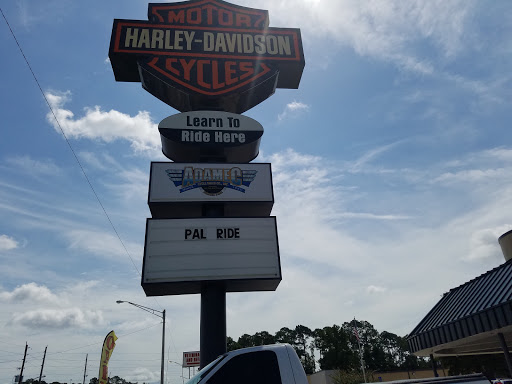 MOTOR
HARLEY-DAVIDSON
CYCLES
Learn To
Ride Here
ADAMEC
PAL RIDE